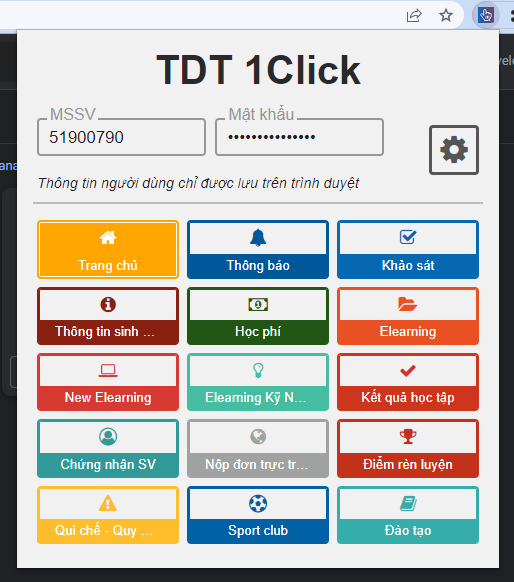 TDT 1Click
MSSV
Mật khẩu
51900790
•••••••••••••••
Thông tin người dùng chỉ được lưu trên trình duyệt
Trang chủ
Thông báo
Khảo sát
Thông tin sinh ...
Học phí
Elearning
New Elearning
Elearning Kỹ N...
Kết quả học tập
Chứng nhận SV
Nộp đơn trực tr...
Điểm rèn luyện
Qui chế - Quy ...
Sport club
Đào tạo